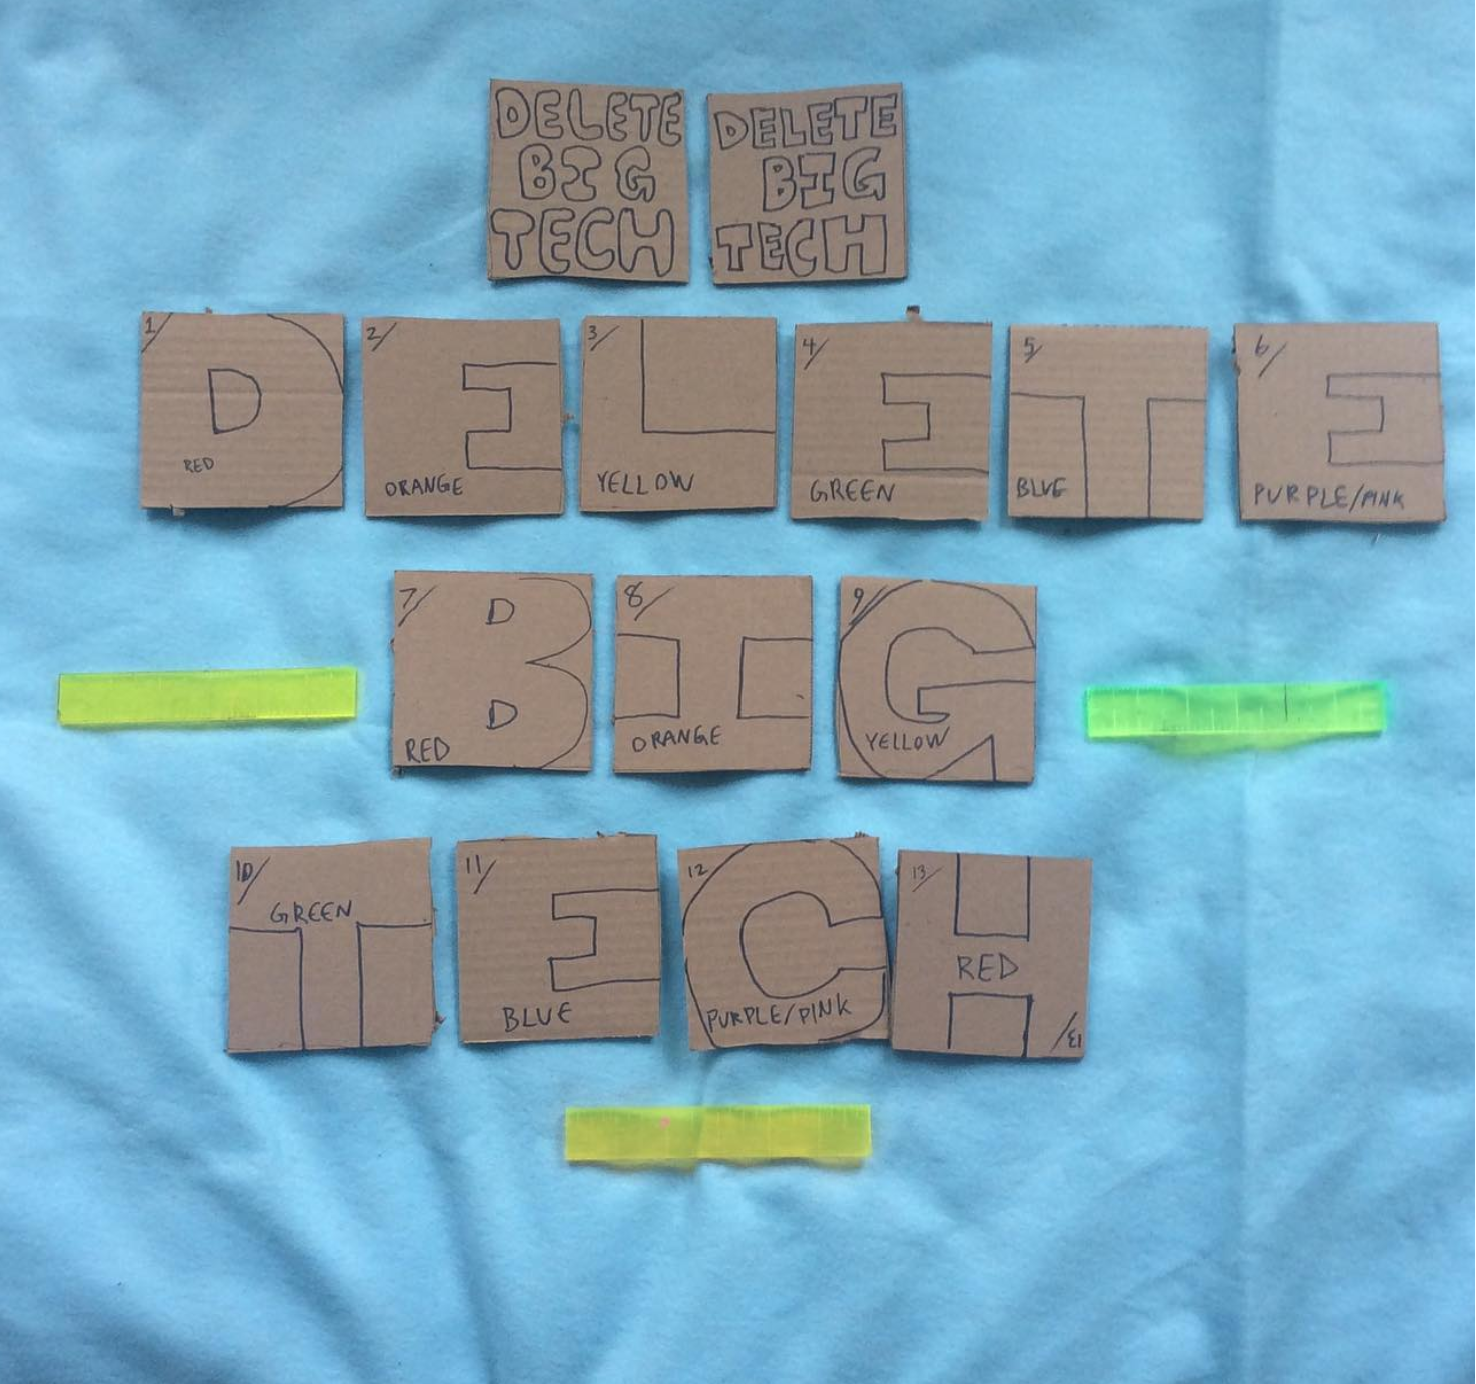 DELETE
BIG
TECH
DELETE
BIG
TECH
1/
D
RED
2/
E
ORANGE
3/
L
YELLOW
4/
E
GREEN
5/
T
BLUE
6/
E
PURPLE/PINK
7/
B
RED
8/
I
ORANGE
9/
G
YELLOW
10/
T
GREEN
11/
E
BLUE
12
C
PURPLE/PINK
13/
H
RED
13/